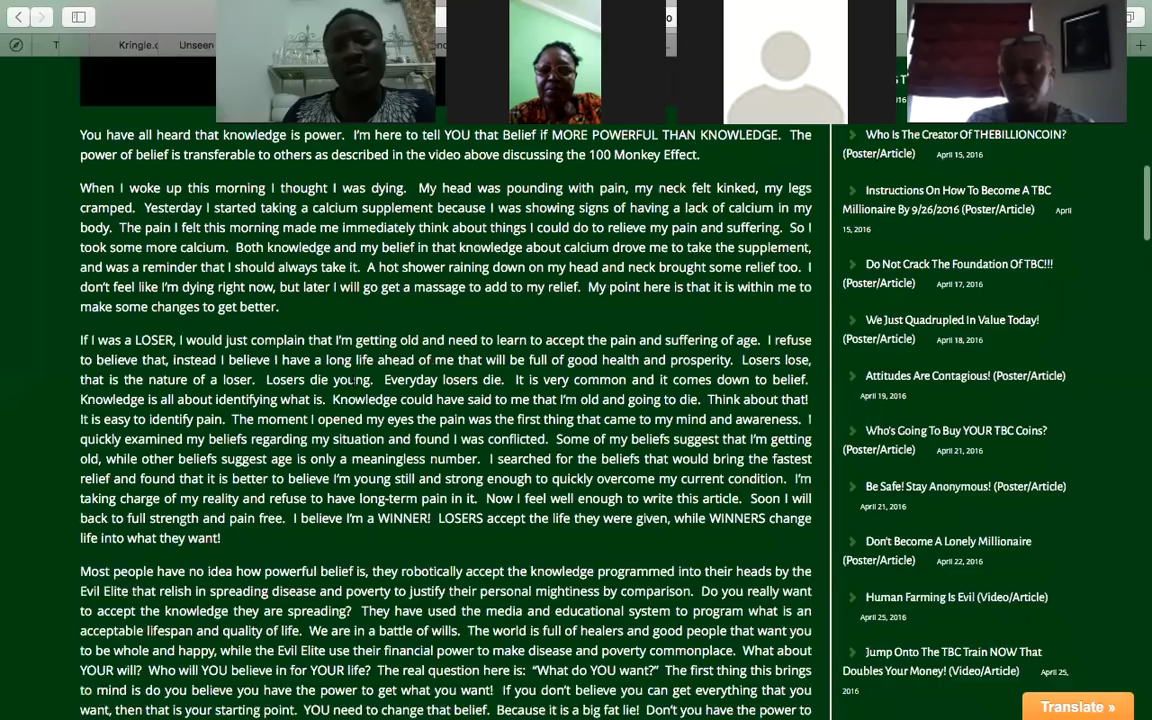 T
Kringle.c
Unseen
0
You have all heard that knowledge is power. I'm here to tell YOU that Belief if MORE POWERFUL THAN KNOWLEDGE. The
power of belief is transferable to others as described in the video above discussing the 100 Monkey Effect.
When I woke up this morning I thought I was dying. My head was pounding with pain, my neck felt kinked, my legs
cramped. Yesterday I started taking a calcium supplement because I was showing signs of having a lack of calcium in my
body. The pain I felt this morning made me immediately think about things I could do to relieve my pain and suffering. So I
took some more calcium. Both knowledge and my belief in that knowledge about calcium drove me to take the supplement,
and was a reminder that I should always take it. A hot shower raining down on my head and neck brought some relief too. I
don't feel like I'm dying right now, but later I will go get a massage to add to my relief. My point here is that it is within me to
make some changes to get better.
If I was a LOSER, I would just complain that I'm getting old and need to learn to accept the pain and suffering of age. I refuse
to believe that, instead I believe I have a long life ahead of me that will be full of good health and prosperity. Losers lose,
that is the nature of a loser. Losers die young. Everyday losers die. It is very common and it comes down to belief.
Knowledge is all about identifying what is. Knowledge could have said to me that I'm old and going to die. Think about that!
It is easy to identify pain. The moment I opened my eyes the pain was the first thing that came to my mind and awareness. I
quickly examined my beliefs regarding my situation and found I was conflicted. Some of my beliefs suggest that I'm getting
old, while other beliefs suggest age is only a meaningless number. I searched for the beliefs that would bring the fastest
relief and found that it is better to believe I'm young still and strong enough to quickly overcome my current condition. I'm
taking charge of my reality and refuse to have long-term pain in it. Now I feel well enough to write this article. Soon I will
back to full strength and pain free. I believe I'm a WINNER! LOSERS accept the life they were given, while WINNERS change
life into what they want!
Most people have no idea how powerful belief is, they robotically accept the knowledge programmed into their heads by the
Evil Elite that relish in spreading disease and poverty to justify their personal mightiness by comparison. Do you really want
to accept the knowledge they are spreading? They have used the media and educational system to program what is an
acceptable lifespan and quality of life. We are in a battle of wills. The world is full of healers and good people that want you
to be whole and happy, while the Evil Elite use their financial power to make disease and poverty commonplace. What about
YOUR will? Who will YOU believe in for YOUR life? The real question here is: "What do YOU want?" The first thing this brings
to mind is do you believe you have the power to get what you want! If you don't believe you can get everything that you
want, then that is your starting point. YOU need to change that belief. Because it is a big fat lie! Don't you have the power to
Who Is The Creator Of THEBILLIONCOIN?
(Poster/Article) April 15, 2016
Instructions On How To Become A TBC
Millionaire By 9/26/2016 (Poster/Article) April
15, 2016
Do Not Crack The Foundation Of TBC!!!
(Poster/Article) April 17, 2016
We Just Quadrupled In Value Today!
(Poster/Article) April 18, 2016
Attitudes Are Contagious! (Poster/Article)
April 19, 2016
Who's Going To Buy YOUR TBC Coins?
(Poster/Article) April 21, 2016
Be Safe! Stay Anonymous! (Poster/Article)
April 21, 2016
Don't Become A Lonely Millionaire
(Poster/Article) April 22, 2016
Human Farming Is Evil (Video/Article)
April 25, 2016
Jump Onto The TBC Train NOW That
Doubles Your Money! (Video/Article) April 25,
2016
Translate »